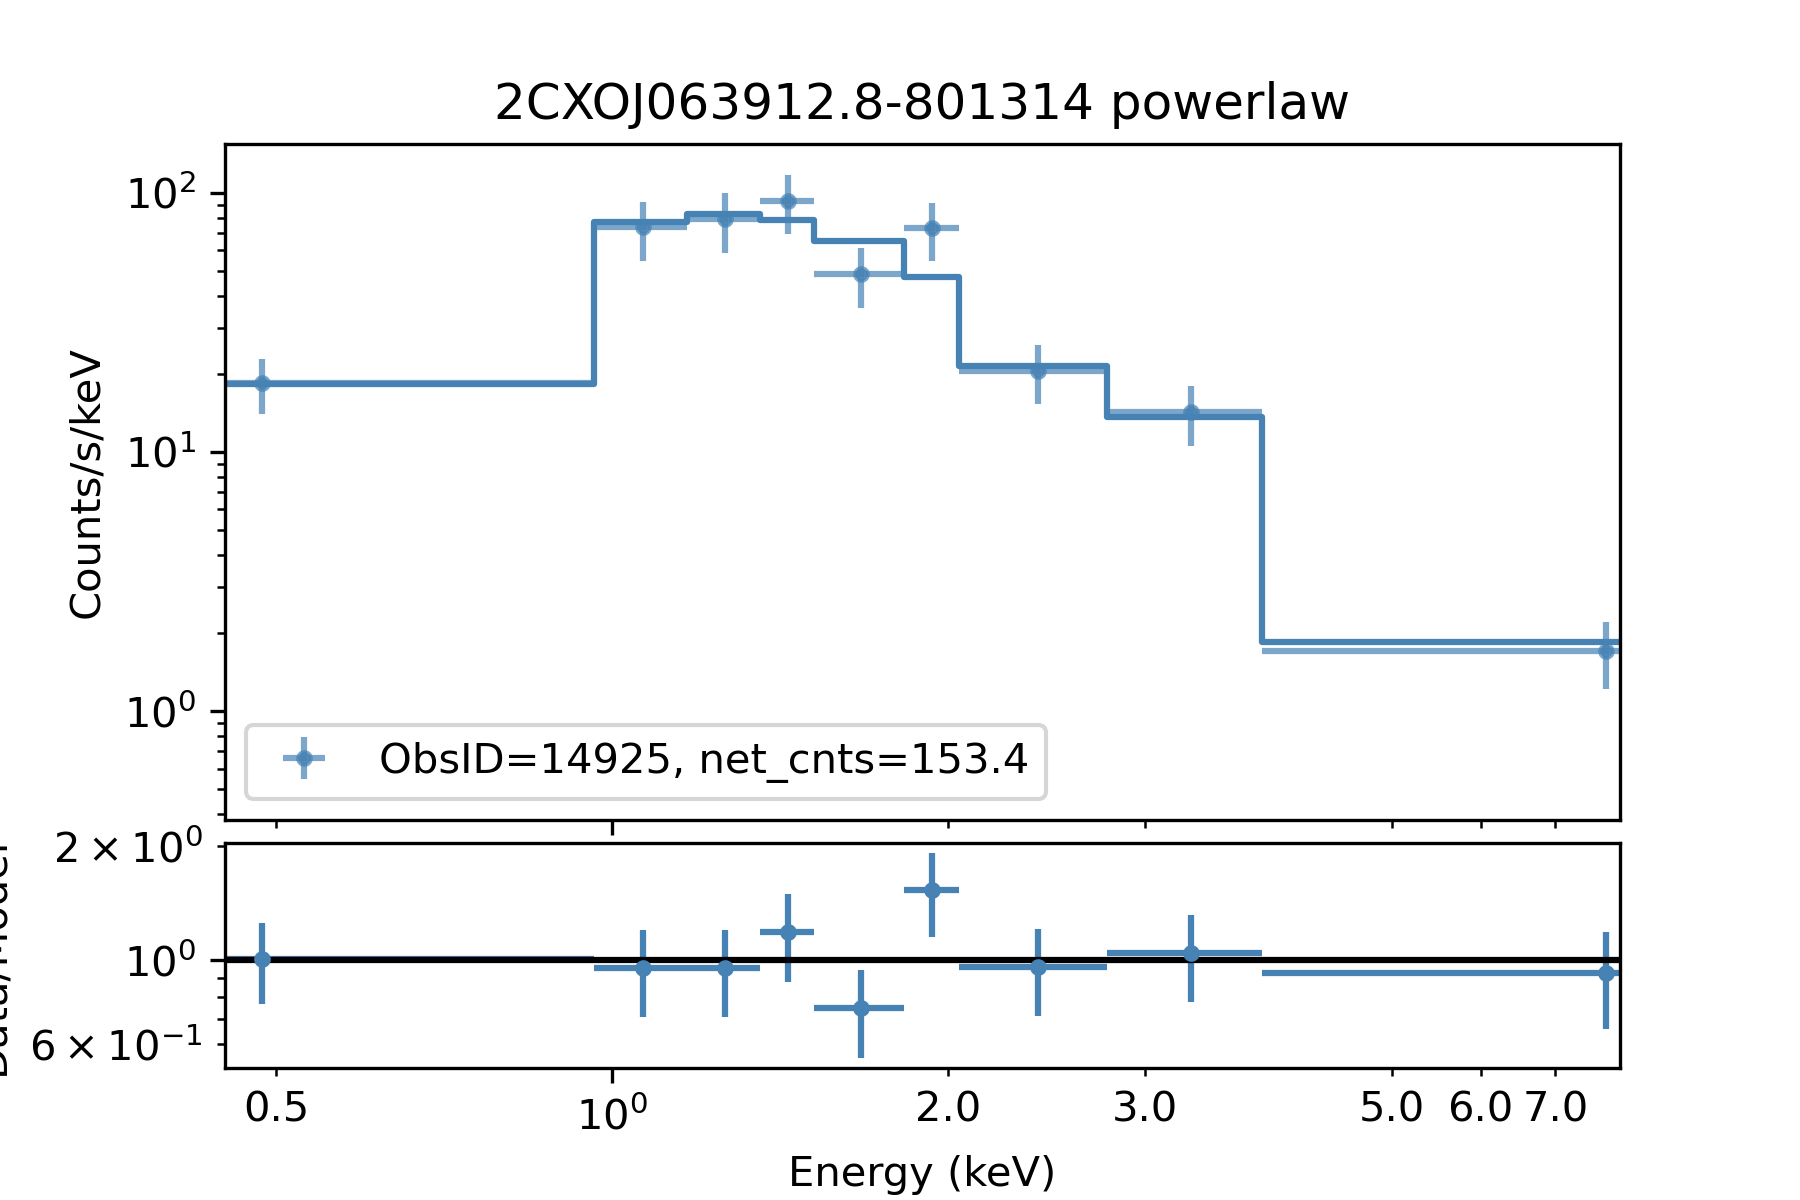 2CXOJ063912.8-801314 powerlaw
10²
10¹
10⁰
Counts/s/keV
ObsID=14925, net_cnts=153.4
2 × 10⁰
10⁰
6 × 10⁻¹
0.5 10⁰ 2.0 3.0 5.0 6.0 7.0
Energy (keV)